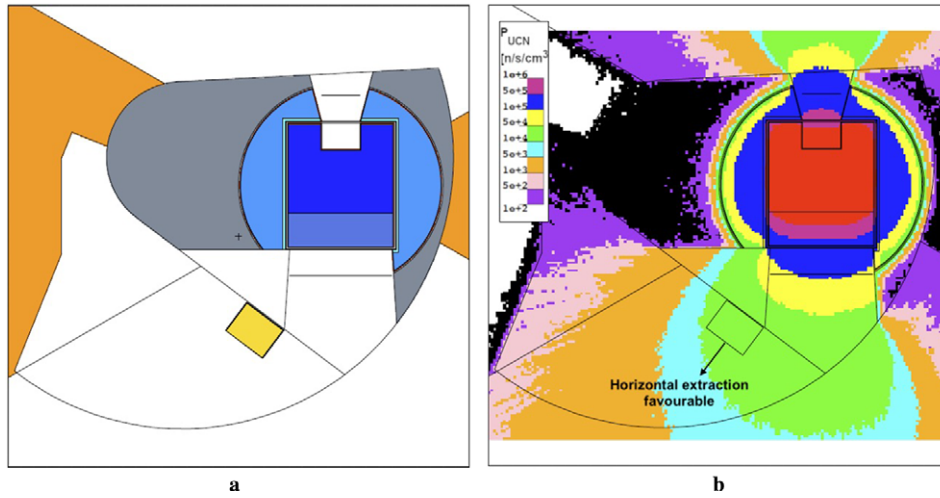 P
UCN
[n/s/cm³]
1e+6
5e+5
1e+5
5e+4
1e+4
5e+3
1e+3
5e+2
1e+2
Horizontal extraction
favourable
a
b